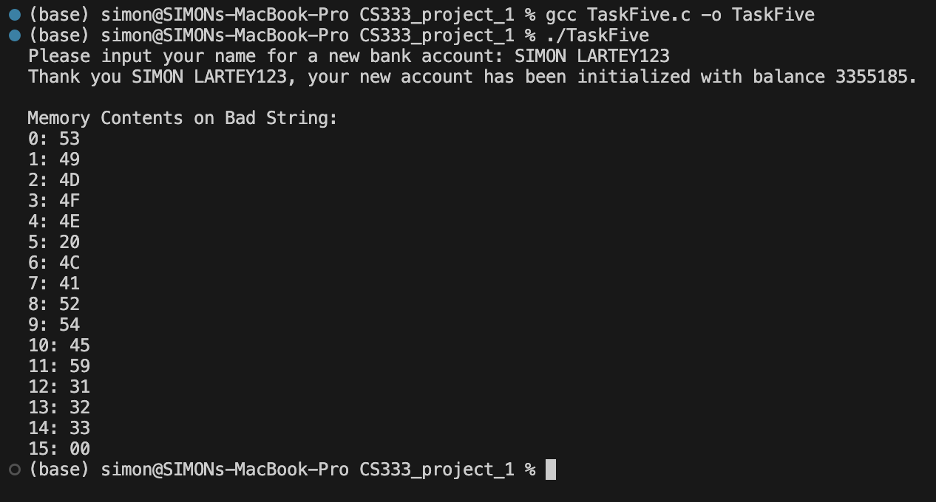 (base) simon@SIMONs-MacBook-Pro CS333_project_1 % gcc TaskFive.c -o TaskFive
(base) simon@SIMONs-MacBook-Pro CS333_project_1 % ./TaskFive
Please input your name for a new bank account: SIMON LARTEY123
Thank you SIMON LARTEY123, your new account has been initialized with balance 3355185.
Memory Contents on Bad String:
0: 53
1: 49
2: 4D
3: 4F
4: 4E
5: 20
6: 4C
7: 41
8: 52
9: 54
10: 45
11: 59
12: 31
13: 32
14: 33
15: 00
(base) simon@SIMONs-MacBook-Pro CS333_project_1 %